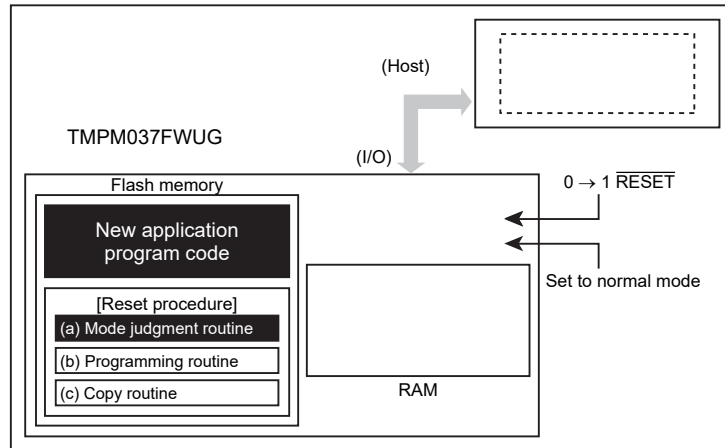 (Host)
TMPM037FWUG
(I/O)
Flash memory
0 → 1 RESET
New application
program code
Set to normal mode
[Reset procedure]
(a) Mode judgment routine
(b) Programming routine
(c) Copy routine
RAM